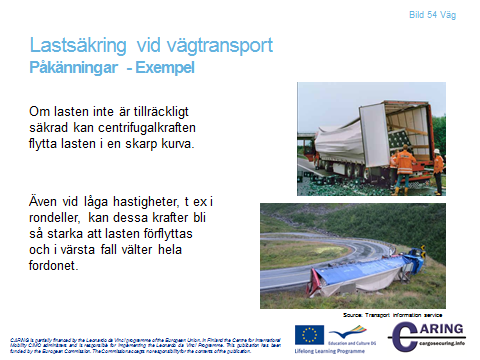 Bild 54 Väg
Lastsäkring vid vägtransport
Påkänningar - Exempel
Om lasten inte är tillräckligt
säkrad kan centrifugalkraften
flytta lasten i en skarp kurva.
Även vid låga hastigheter, t ex i
rondeller, kan dessa krafter bli
så starka att lasten förflyttas
och i värsta fall välter hela
fordonet.
Source: Transport information service
CARING is partially financed by the Leonardo da Vinci programme of the European Union. In Finland the Centre for International
Mobility CIMO administers and is responsible for implementing the Leonardo da Vinci Programme. This publication has been
funded by the European Commission. The Commission accepts no responsibility for the contents of the publication.
Education and Culture DG
Lifelong Learning Programme
CARING
cargosecuring.info